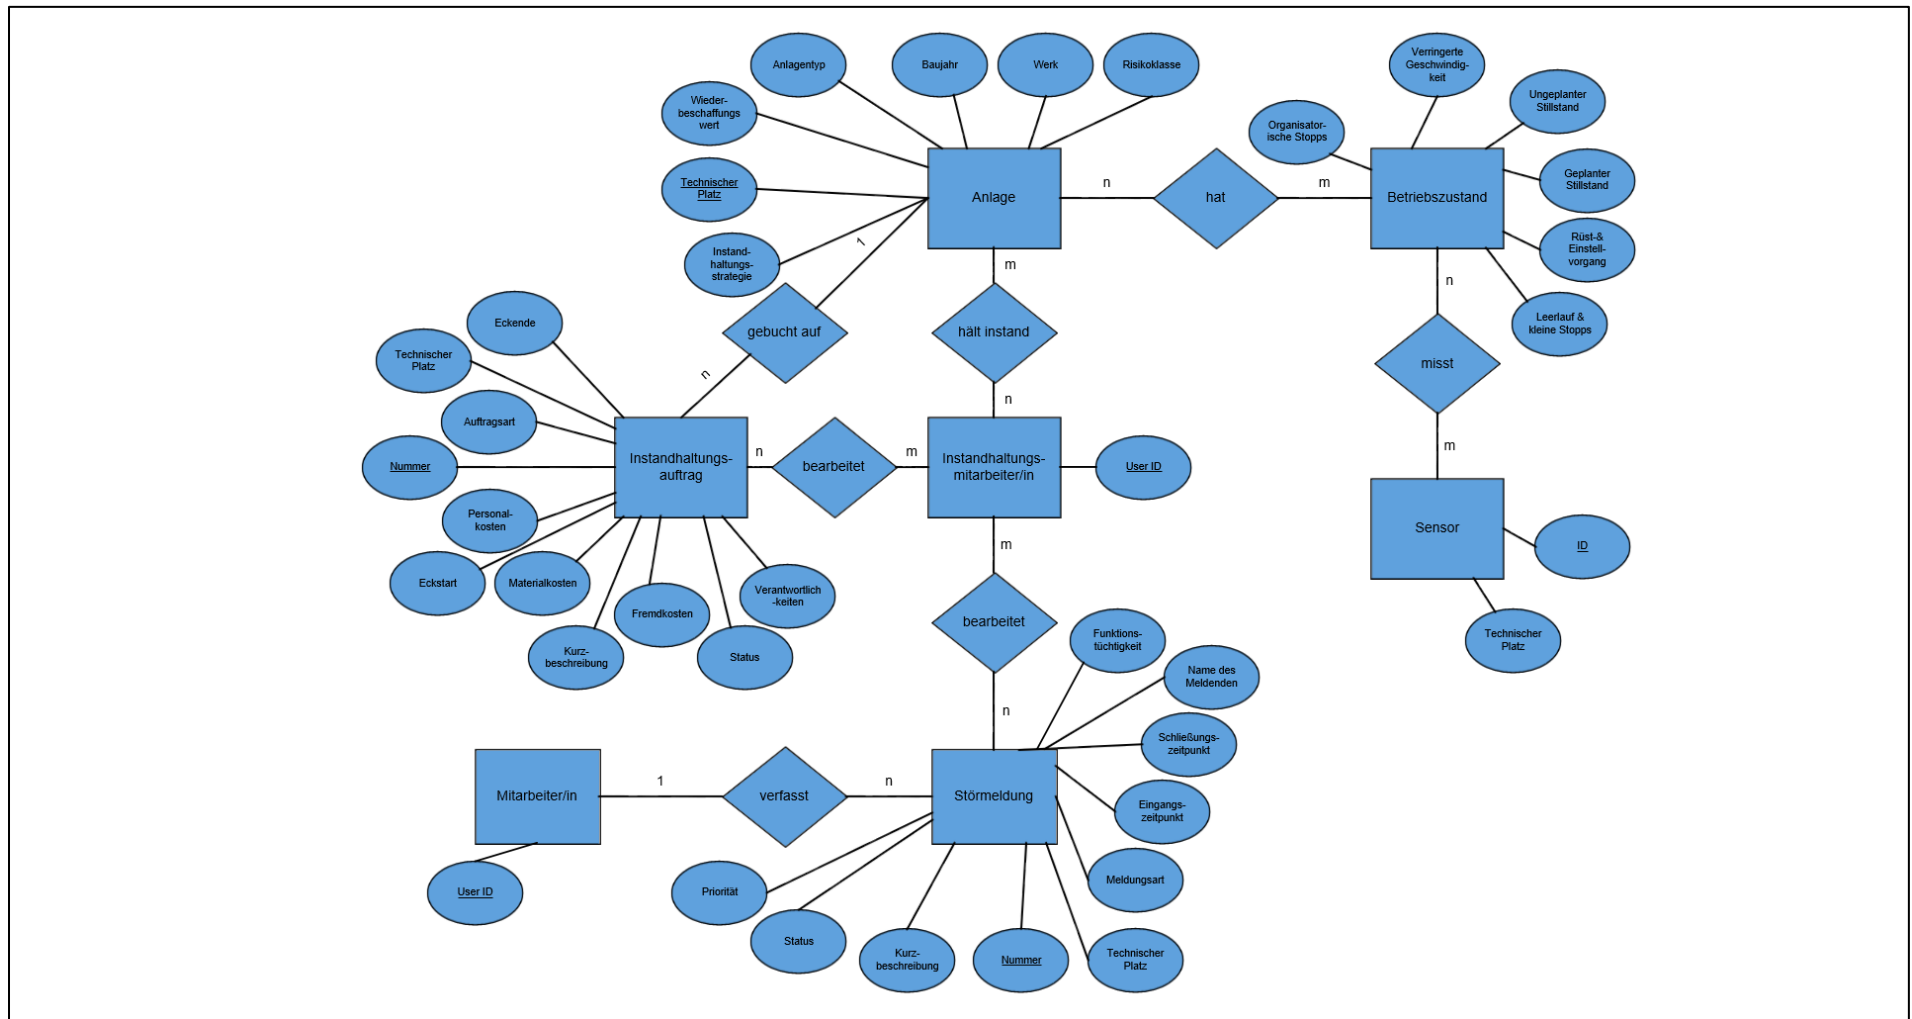 Anlagentyp
Baujahr
Werk
Risikoklasse
Verringerte
Geschwindig-
keit
Wieder-
beschaffungs
wert
Ungeplanter
Stillstand
Organisator-
ische Stopps
Technischer
Platz
Anlage
n
hat
m
Betriebszustand
Geplanter
Stillstand
Instand-
haltungs-
strategie
1
m
Rüst-&
Einstell-
vorgang
n
Leerlauf &
kleine Stopps
Eckende
gebucht auf
hält instand
misst
Technischer
Platz
n
n
Auftragsart
m
Nummer
Instandhaltungs-
auftrag
n
bearbeitet
m
Instandhaltungs-
mitarbeiter/in
User ID
Personal-
kosten
Sensor
ID
m
Eckstart
Materialkosten
Fremdkosten
Verantwortlich
-keiten
Kurz-
beschreibung
Status
bearbeitet
Technischer
Platz
Funktions-
tüchtigkeit
Name des
Meldenden
n
Schließungs-
zeitpunkt
Mitarbeiter/in
1
verfasst
n
Störmeldung
Eingangs-
zeitpunkt
User ID
Priorität
Meldungsart
Status
Kurz-
beschreibung
Nummer
Technischer
Platz